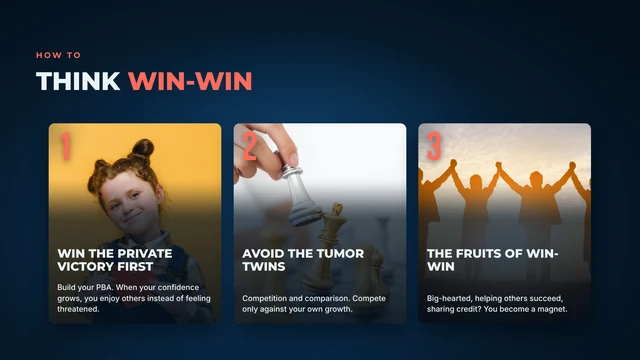 HOW TO
THINK WIN-WIN
1
WIN THE PRIVATE
VICTORY FIRST
Build your PBA. When your confidence
grows, you enjoy others instead of feeling
threatened.
2
AVOID THE TUMOR
TWINS
Competition and comparison. Compete
only against your own growth.
3
THE FRUITS OF WIN-
WIN
Big-hearted, helping others succeed,
sharing credit? You become a magnet.